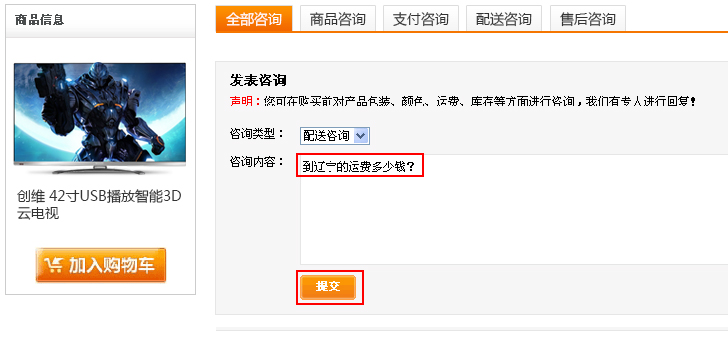 商品信息
创维 42寸USB播放智能3D
云电视
加入购物车
全部咨询 商品咨询 支付咨询 配送咨询 售后咨询
发表咨询
声明：您可在购买前对产品包装、颜色、运费、库存等方面进行咨询，我们有专人进行回复！
咨询类型： 配送咨询
咨询内容： 到辽宁的运费多少钱？
提交